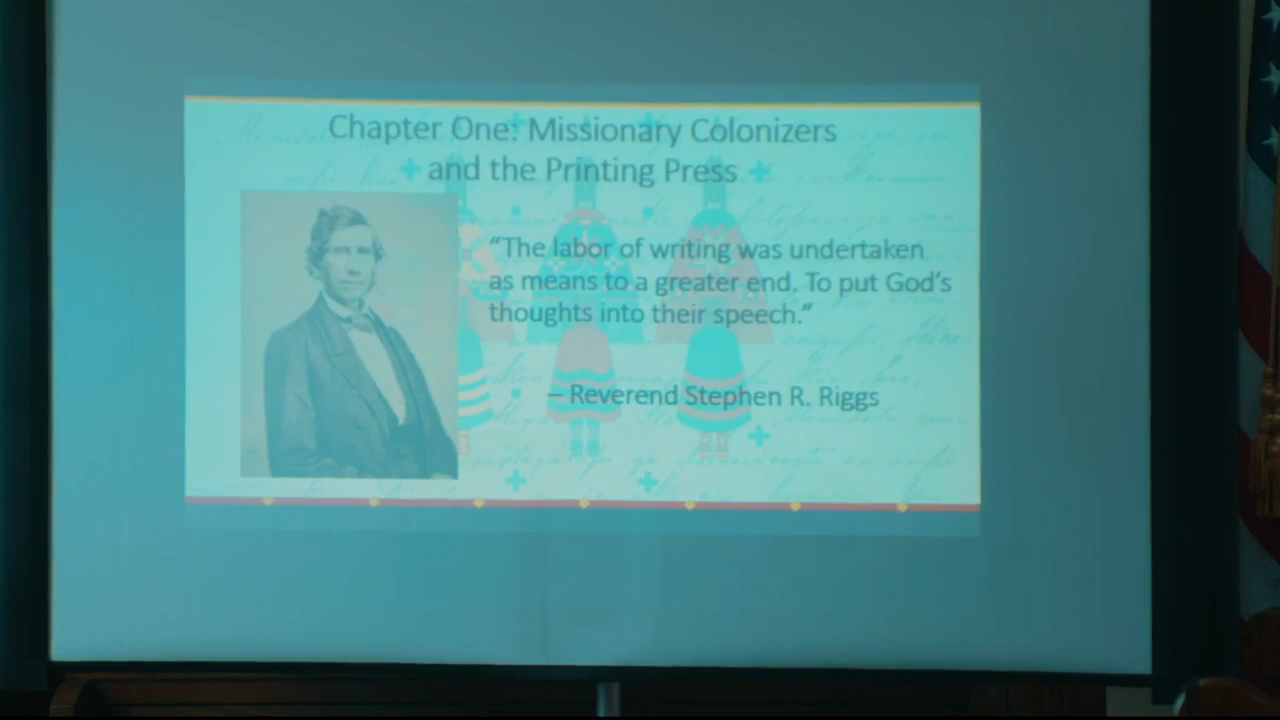 Chapter One: Missionary Colonizers
and the Printing Press
“The labor of writing was undertaken
as means to a greater end. To put God’s
thoughts into their speech.”
– Reverend Stephen R. Riggs